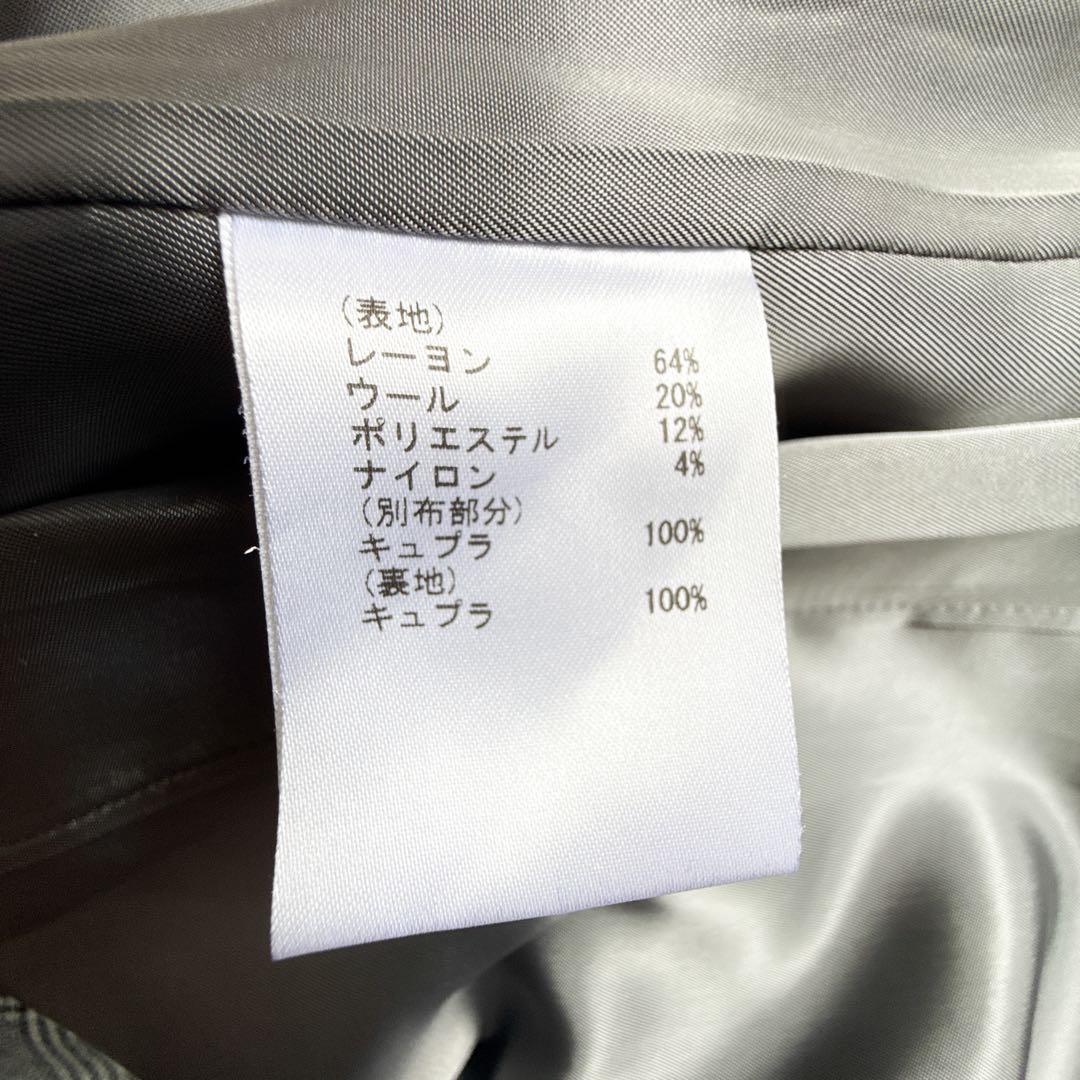 (表地)
レーヨン 64%
ウール 20%
ポリエステル 12%
ナイロン 4%
(別布部分)
キュプラ 100%
(裏地)
キュプラ 100%